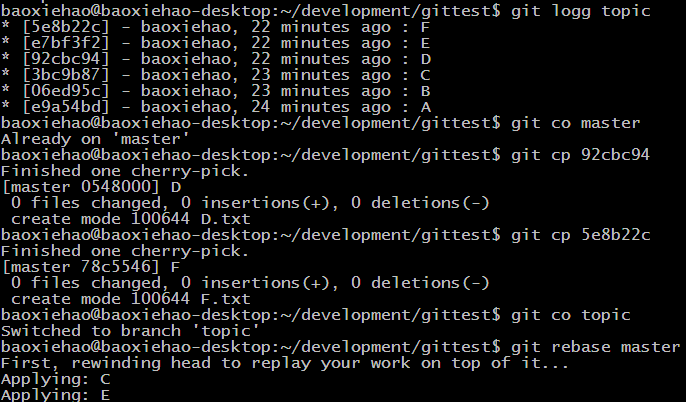 baoxiehao@baoxiehao-desktop:~/development/gittest$ git logg topic
* [5e8b22c] - baoxiehao, 22 minutes ago : F
* [e7bf3f2] - baoxiehao, 22 minutes ago : E
* [92cbc94] - baoxiehao, 22 minutes ago : D
* [3bc9b87] - baoxiehao, 23 minutes ago : C
* [06ed95c] - baoxiehao, 23 minutes ago : B
* [e9a54bd] - baoxiehao, 24 minutes ago : A
baoxiehao@baoxiehao-desktop:~/development/gittest$ git co master
Already on 'master'
baoxiehao@baoxiehao-desktop:~/development/gittest$ git cp 92cbc94
Finished one cherry-pick.
[master 0548000] D
 0 files changed, 0 insertions(+), 0 deletions(-)
 create mode 100644 D.txt
baoxiehao@baoxiehao-desktop:~/development/gittest$ git cp 5e8b22c
Finished one cherry-pick.
[master 78c5546] F
 0 files changed, 0 insertions(+), 0 deletions(-)
 create mode 100644 F.txt
baoxiehao@baoxiehao-desktop:~/development/gittest$ git co topic
Switched to branch 'topic'
baoxiehao@baoxiehao-desktop:~/development/gittest$ git rebase master
First, rewinding head to replay your work on top of it...
Applying: C
Applying: E